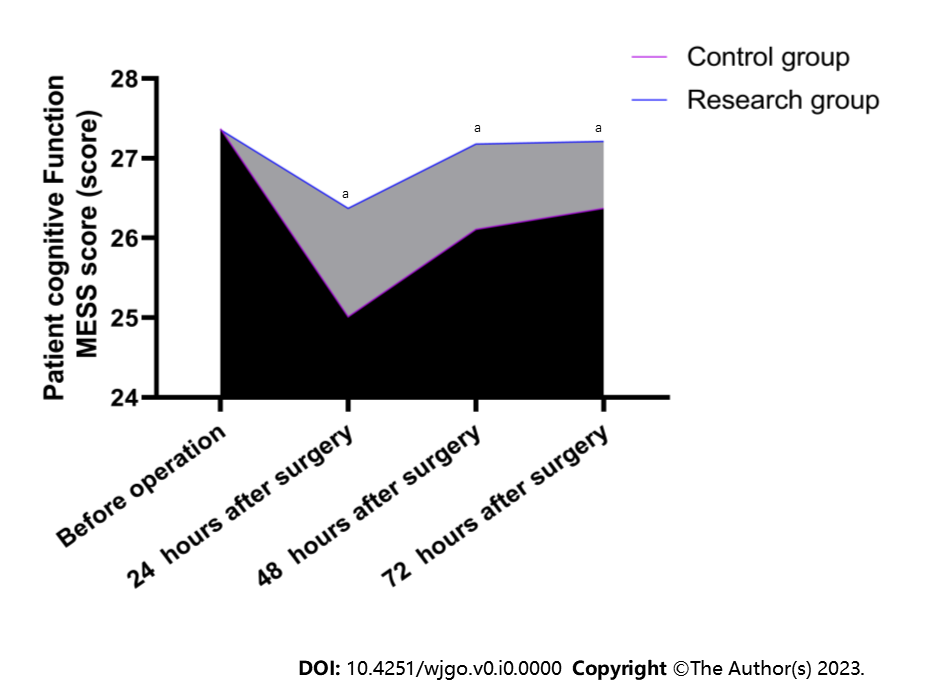 Control group
Research group
Patient cognitive Function
MESS score (score)
28
27
26
25
24
a
a
a
Before operation
24 hours after surgery
48 hours after surgery
72 hours after surgery
DOI: 10.4251/wjgo.v0.i0.0000 Copyright ©The Author(s) 2023.